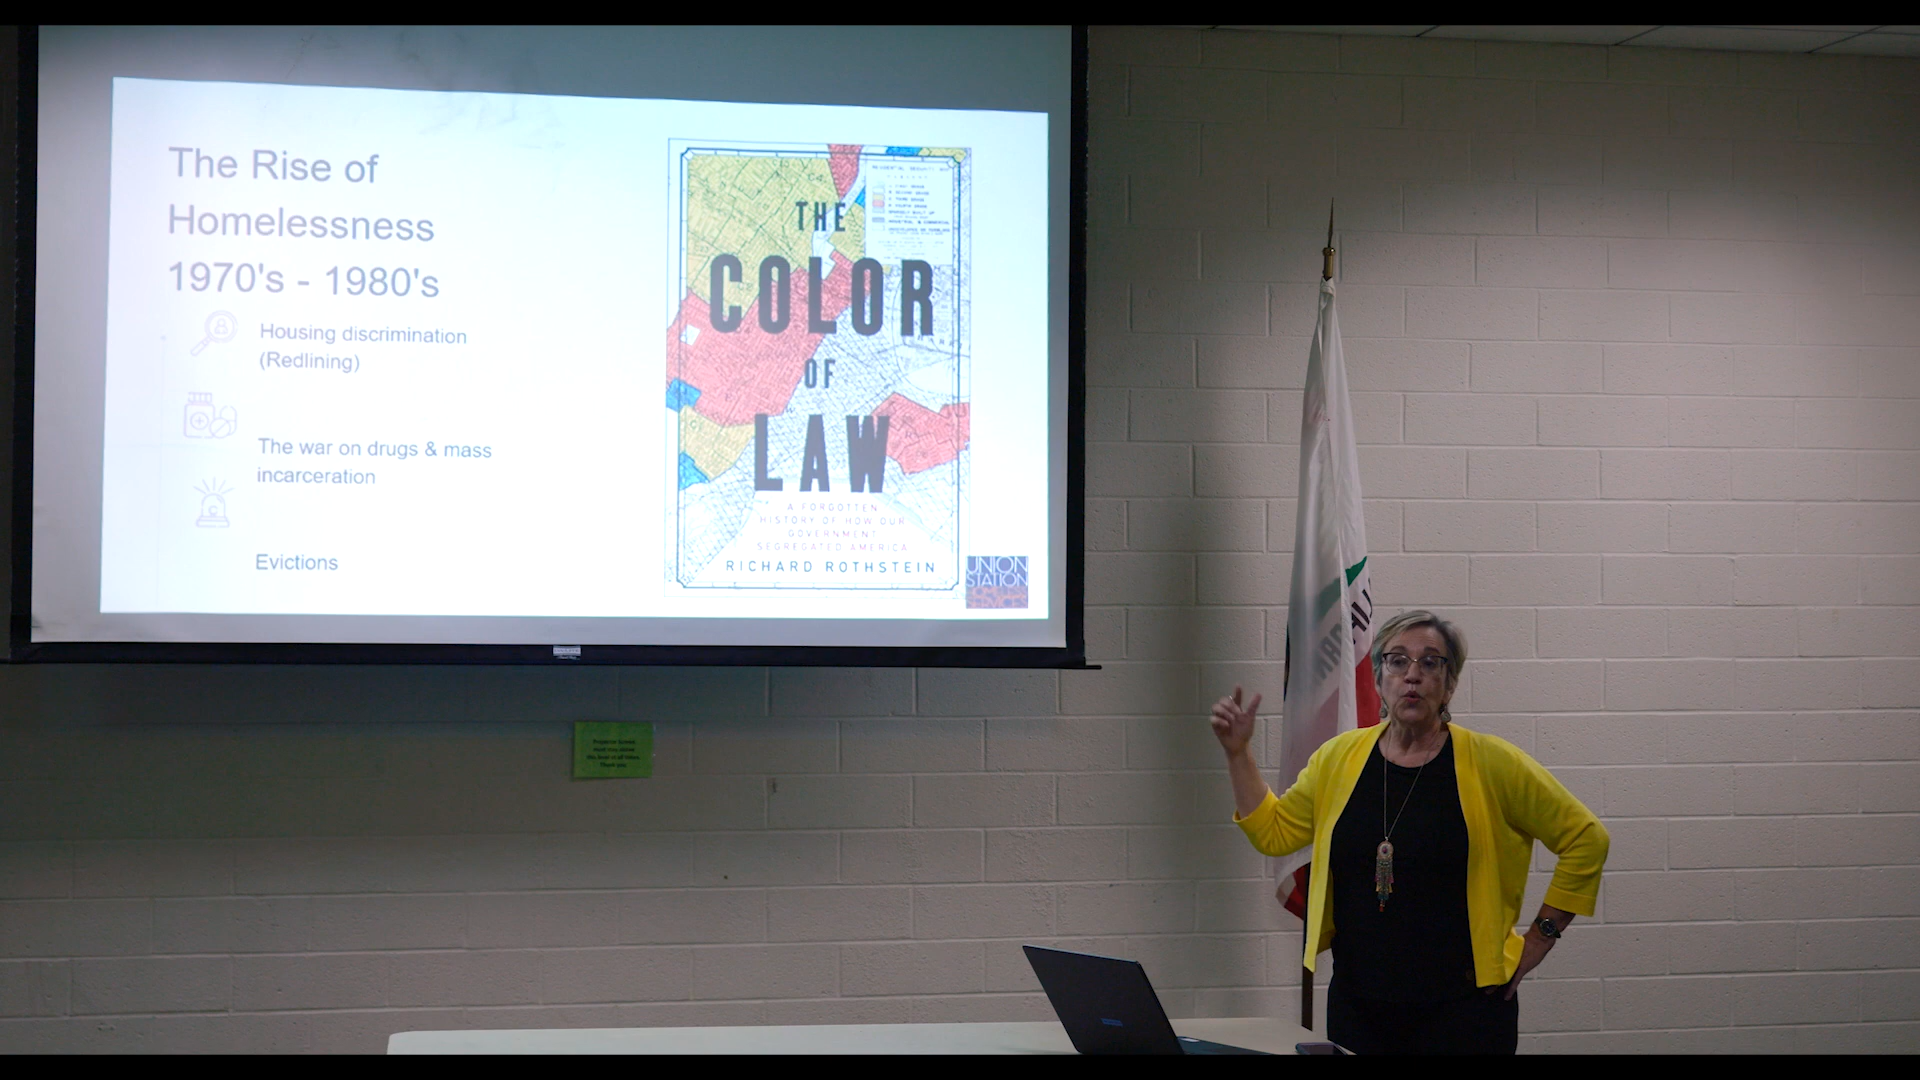 The Rise of
Homelessness
1970's - 1980's
Housing discrimination
(Redlining)
The war on drugs & mass
incarceration
Evictions
THE
COLOR
OF
LAW
A FORGOTTEN
HISTORY OF HOW OUR
GOVERNMENT
SEGREGATED AMERICA
RICHARD ROTHSTEIN
UNION
STATION